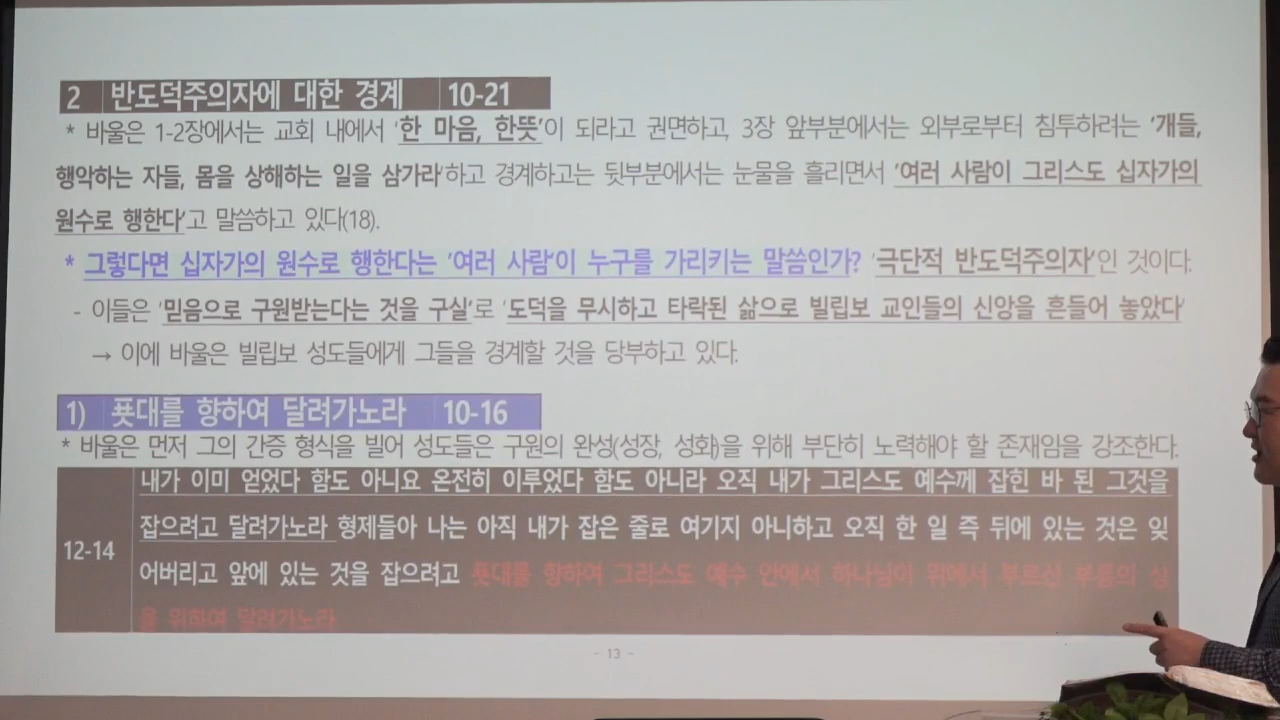 2 반도덕주의자에 대한 경계 10-21
* 바울은 1-2장에서는 교회 내에서 '한 마음, 한뜻'이 되라고 권면하고, 3장 앞부분에서는 외부로부터 침투하려는 '개들,
행악하는 자들, 몸을 상해하는 일을 삼가라'하고 경계하고는 뒷부분에서는 눈물을 흘리면서 '여러 사람이 그리스도 십자가의
원수로 행한다'고 말씀하고 있다(18).
* 그렇다면 십자가의 원수로 행한다는 '여러 사람'이 누구를 가리키는 말씀인가? '극단적 반도덕주의자'인 것이다.
- 이들은 '믿음으로 구원받는다는 것을 구실'로 '도덕을 무시하고 타락된 삶으로 빌립보 교인들의 신앙을 흔들어 놓았다'
→ 이에 바울은 빌립보 성도들에게 그들을 경계할 것을 당부하고 있다.
1) 푯대를 향하여 달려가노라 10-16
* 바울은 먼저 그의 간증 형식을 빌어 성도들은 구원의 완성(성장, 성화)을 위해 부단히 노력해야 할 존재임을 강조한다.
내가 이미 얻었다 함도 아니요 온전히 이루었다 함도 아니라 오직 내가 그리스도 예수께 잡힌 바 된 그것을
잡으려고 달려가노라 형제들아 나는 아직 내가 잡은 줄로 여기지 아니하고 오직 한 일 즉 뒤에 있는 것은 잊
12-14
어버리고 앞에 있는 것을 잡으려고 푯대를 향하여 그리스도 예수 안에서 하나님이 위에서 부르신 부름의 상
을 위하여 달려가노라
- 13 -